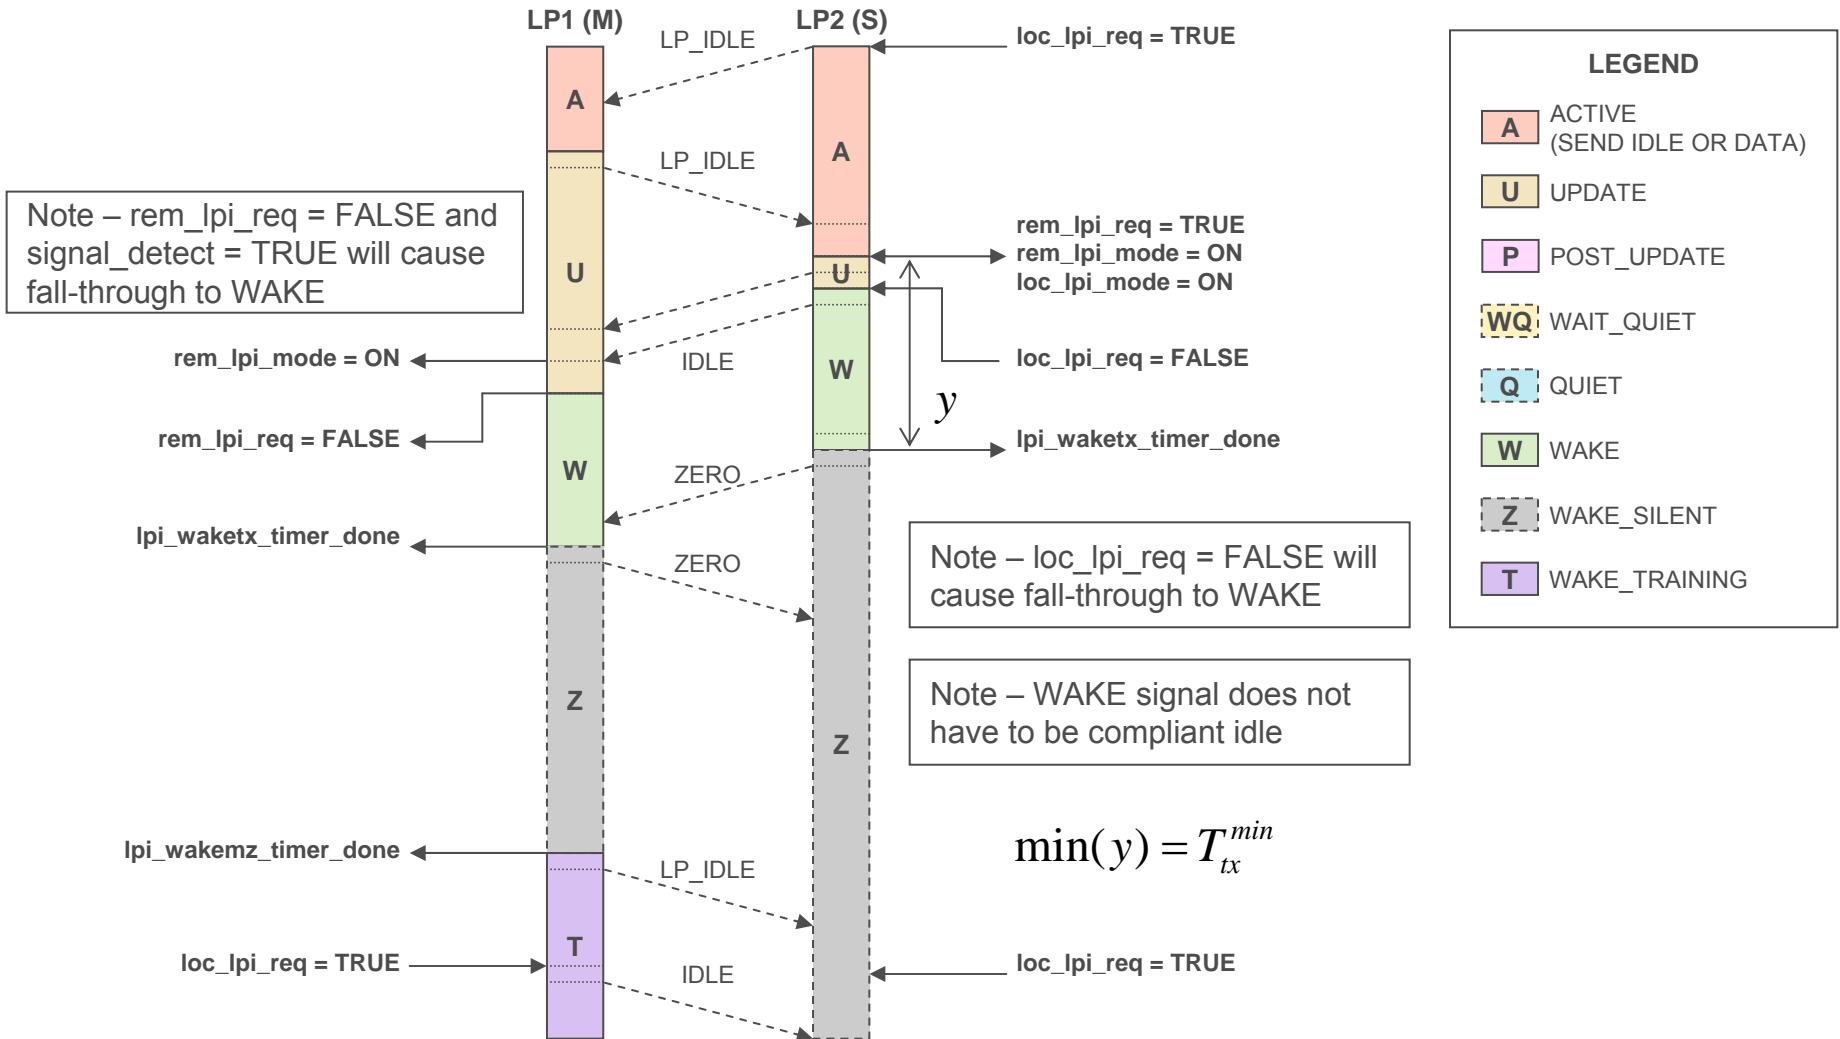 LP1 (M)
LP2 (S)
LP_IDLE
loc_lpi_req = TRUE
A
LP_IDLE
A
Note – rem_lpi_req = FALSE and
signal_detect = TRUE will cause
fall-through to WAKE
U
rem_lpi_req = TRUE
rem_lpi_mode = ON
loc_lpi_mode = ON
U
rem_lpi_mode = ON
IDLE
W
loc_lpi_req = FALSE
y
rem_lpi_req = FALSE
lpi_waketx_timer_done
W
ZERO
lpi_waketx_timer_done
ZERO
Note – loc_lpi_req = FALSE will
cause fall-through to WAKE
Z
Z
Note – WAKE signal does not
have to be compliant idle
min(y) = T_{tx}^{min}
lpi_wakemz_timer_done
LP_IDLE
T
loc_lpi_req = TRUE
IDLE
loc_lpi_req = TRUE
LEGEND
A ACTIVE
(SEND IDLE OR DATA)
U UPDATE
P POST_UPDATE
WQ WAIT_QUIET
Q QUIET
W WAKE
Z WAKE_SILENT
T WAKE_TRAINING